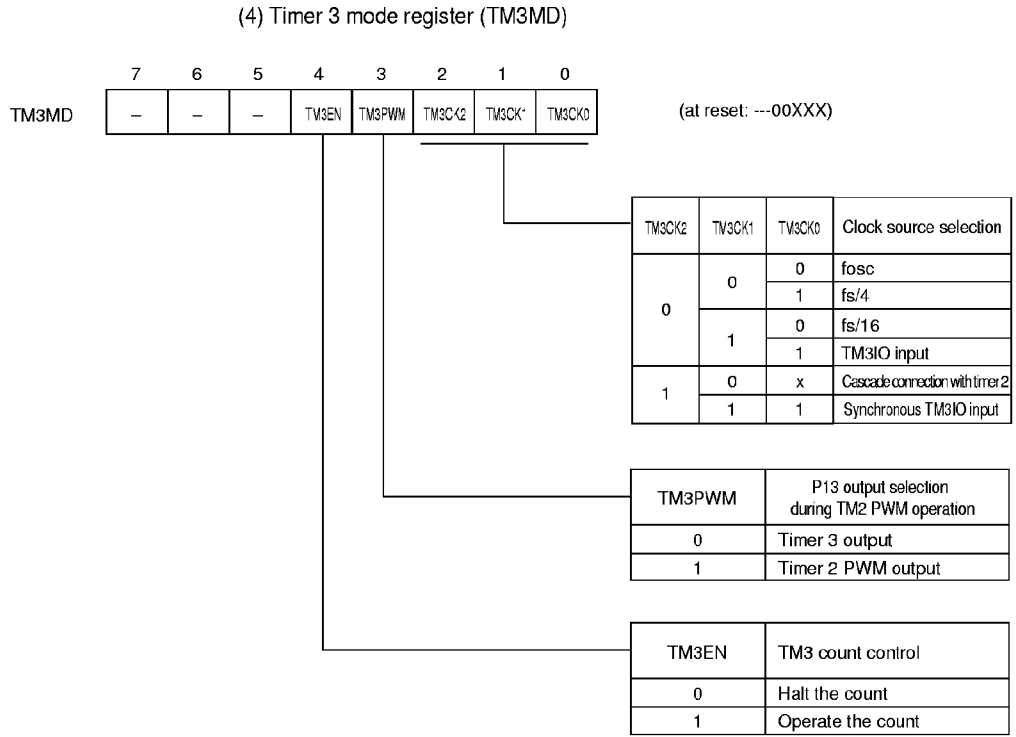 (4) Timer 3 mode register (TM3MD)
7 6 5 4 3 2 1 0
TM3MD – – – TM3EN TM3PWM TM3CK2 TM3CK1 TM3CK0 (at reset: ---00XXX)
TM3CK2 TM3CK1 TM3CK0 Clock source selection
0 0 0 fosc
1 fs/4
1 0 fs/16
1 TM3IO input
1 0 x Cascade connection with timer 2
1 1 Synchronous TM3IO input
TM3PWM P13 output selection
during TM2 PWM operation
0 Timer 3 output
1 Timer 2 PWM output
TM3EN TM3 count control
0 Halt the count
1 Operate the count